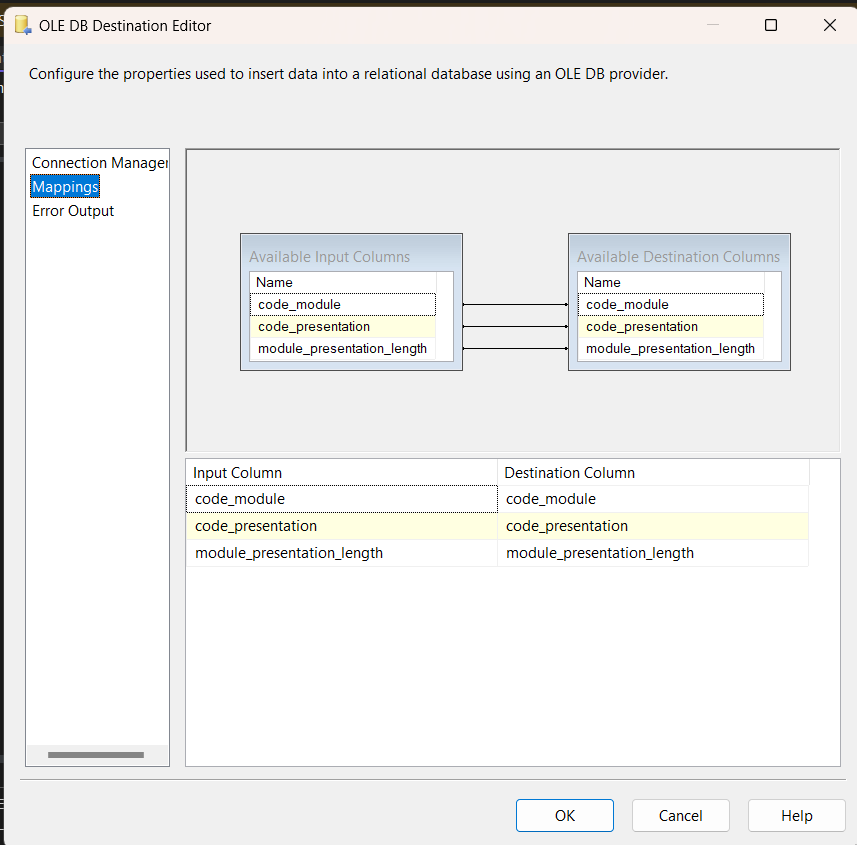 OLE DB Destination Editor
Configure the properties used to insert data into a relational database using an OLE DB provider.
Connection Manager
Mappings
Error Output
Available Input Columns
Name
code_module
code_presentation
module_presentation_length
Available Destination Columns
Name
code_module
code_presentation
module_presentation_length
Input Column Destination Column
code_module code_module
code_presentation code_presentation
module_presentation_length module_presentation_length
OK Cancel Help